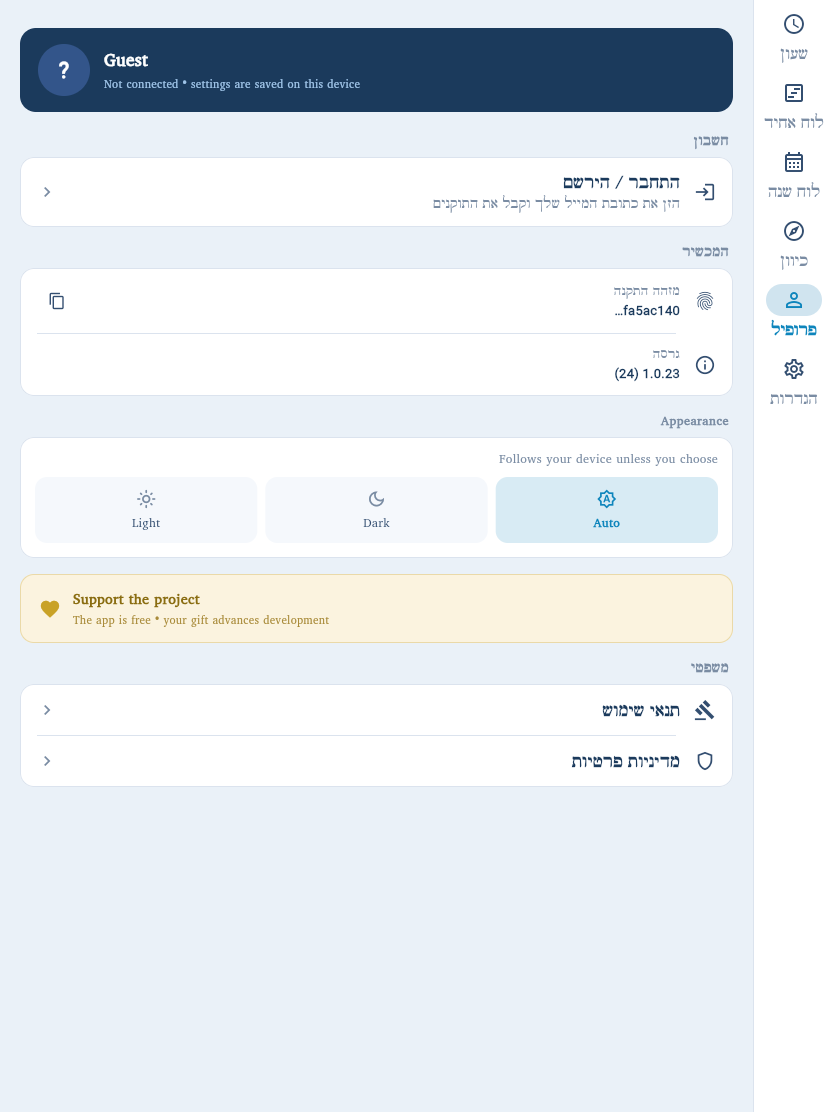 ?
Guest
Not connected • settings are saved on this device
חשבון
התחבר / הירשם
הזן את כתובת המייל שלך וקבל את התוקנים
המכשיר
מזהה התקנה
fa5ac140…
גרסה
1.0.23 (24)
Appearance
Follows your device unless you choose
Auto
Dark
Light
Support the project
The app is free • your gift advances development
משפטי
תנאי שימוש
מדיניות פרטיות
שעון
לוח אחיד
לוח שנה
כיוון
פרופיל
הגדרות